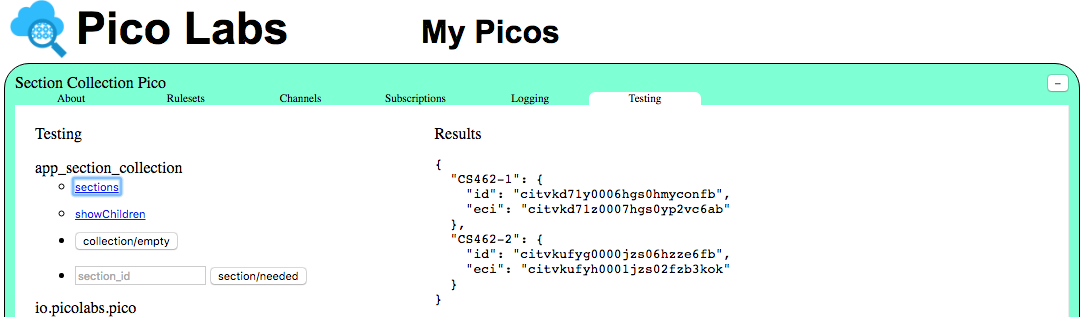 Pico Labs My Picos
Section Collection Pico −
About Rulesets Channels Subscriptions Logging Testing
Testing
app_section_collection
sections
showChildren
collection/empty
section_id section/needed
io.picolabs.pico
Results
{
  "CS462-1": {
    "id": "citvkd71y0006hgs0hmyconfb",
    "eci": "citvkd71z0007hgs0yp2vc6ab"
  },
  "CS462-2": {
    "id": "citvkufyg0000jzs06hzze6fb",
    "eci": "citvkufyh0001jzs02fzb3kok"
  }
}